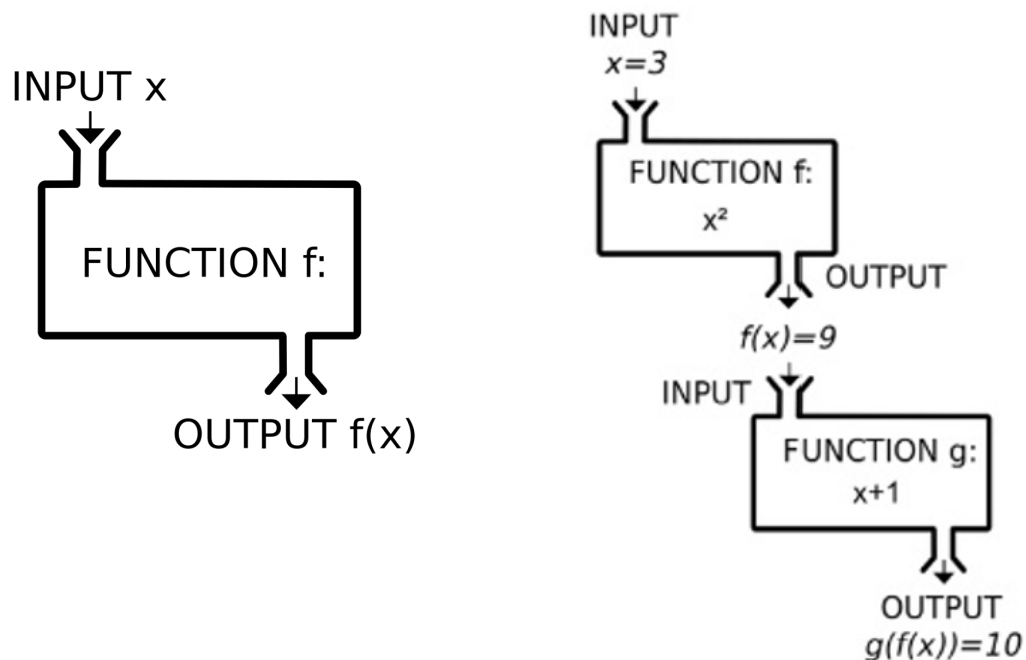 INPUT x
FUNCTION f:
OUTPUT f(x)
INPUT
x=3
FUNCTION f:
x²
OUTPUT
f(x)=9
INPUT
FUNCTION g:
x+1
OUTPUT
g(f(x))=10